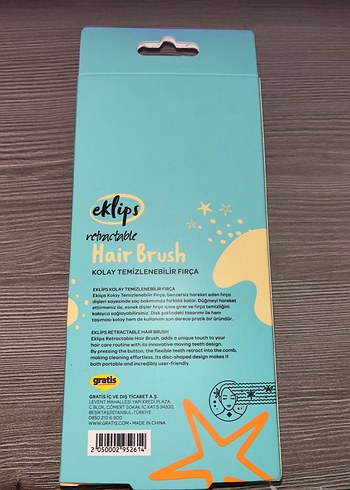 eklips
retractable
Hair Brush
KOLAY TEMİZLENEBİLİR FIRÇA
EKLIPS KOLAY TEMİZLENEBİLİR FIRÇA
Eklips Kolay Temizlenebilir Fırça, benzersiz hareket eden fırça
dişleri sayesinde saç bakımınıza farklılık katar. Düğmeyi hareket
ettirmeniz ile, esnek dişler fırça içine girer ve fırça temizliğini
kolayca sağlayabilirsiniz. Disk şeklindeki tasarımı ile hem
taşıması kolay hem de kullanım son derece pratik bir üründür.
EKLIPS RETRACTABLE HAIR BRUSH
Eklips Retractable Hair Brush, adds a unique touch to your
hair care routine with its innovative moving teeth design.
By pressing the button, the flexible teeth retract into the comb,
making cleaning effortless. Its disc-shaped design makes it
both portable and incredibly user-friendly.
gratis
GRATİS İÇ VE DIŞ TİCARET A.Ş.
LEVENT MAHALLESİ YAPI KREDİ PLAZA
C BLOK, CÖMERT SOKAK 1C KAT 5 34330,
BEŞİKTAŞ/İSTANBUL-TÜRKİYE
0850 210 6 900
WWW.GRATIS.COM - MADE IN CHINA
2 050002 952614